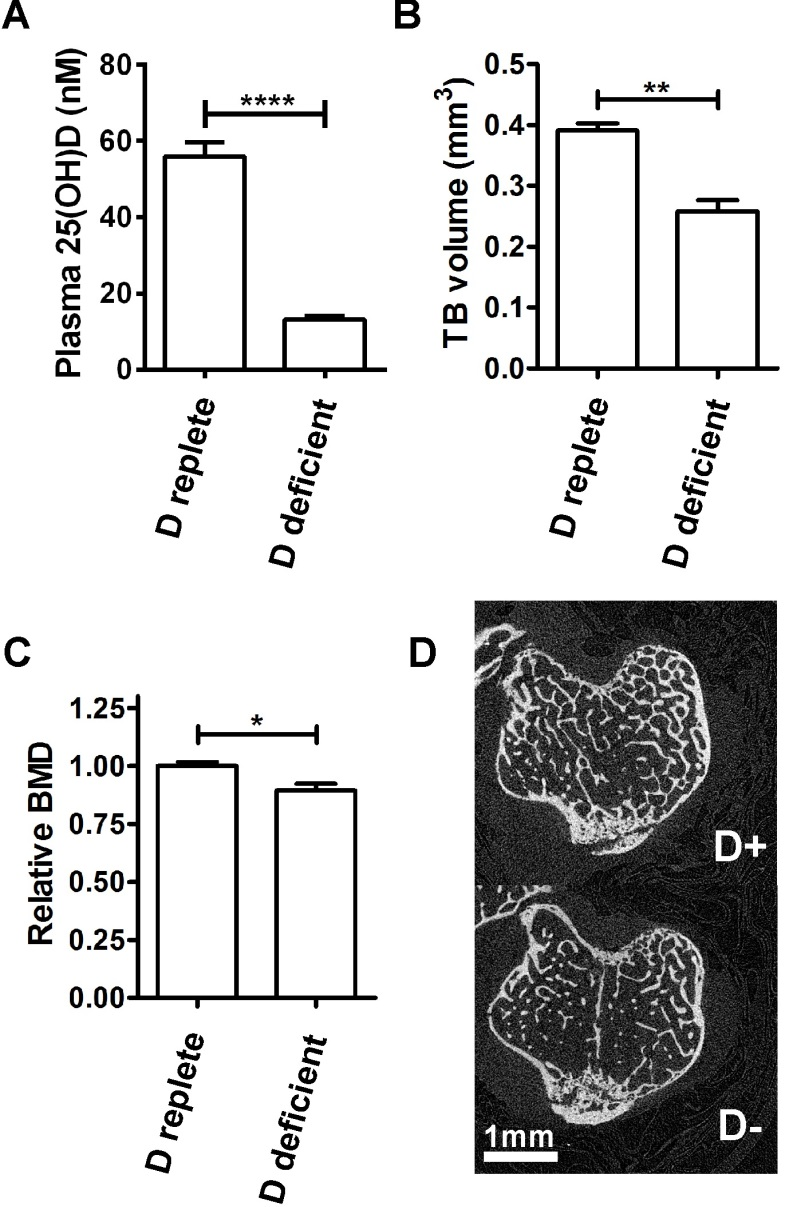 A
Plasma 25(OH)D (nM)
80
60
40
20
0
****
D replete
D deficient
B
TB volume (mm³)
0.5
0.4
0.3
0.2
0.1
0.0
**
D replete
D deficient
C
Relative BMD
1.25
1.00
0.75
0.50
0.25
0.00
*
D replete
D deficient
D
D+
D-
1mm